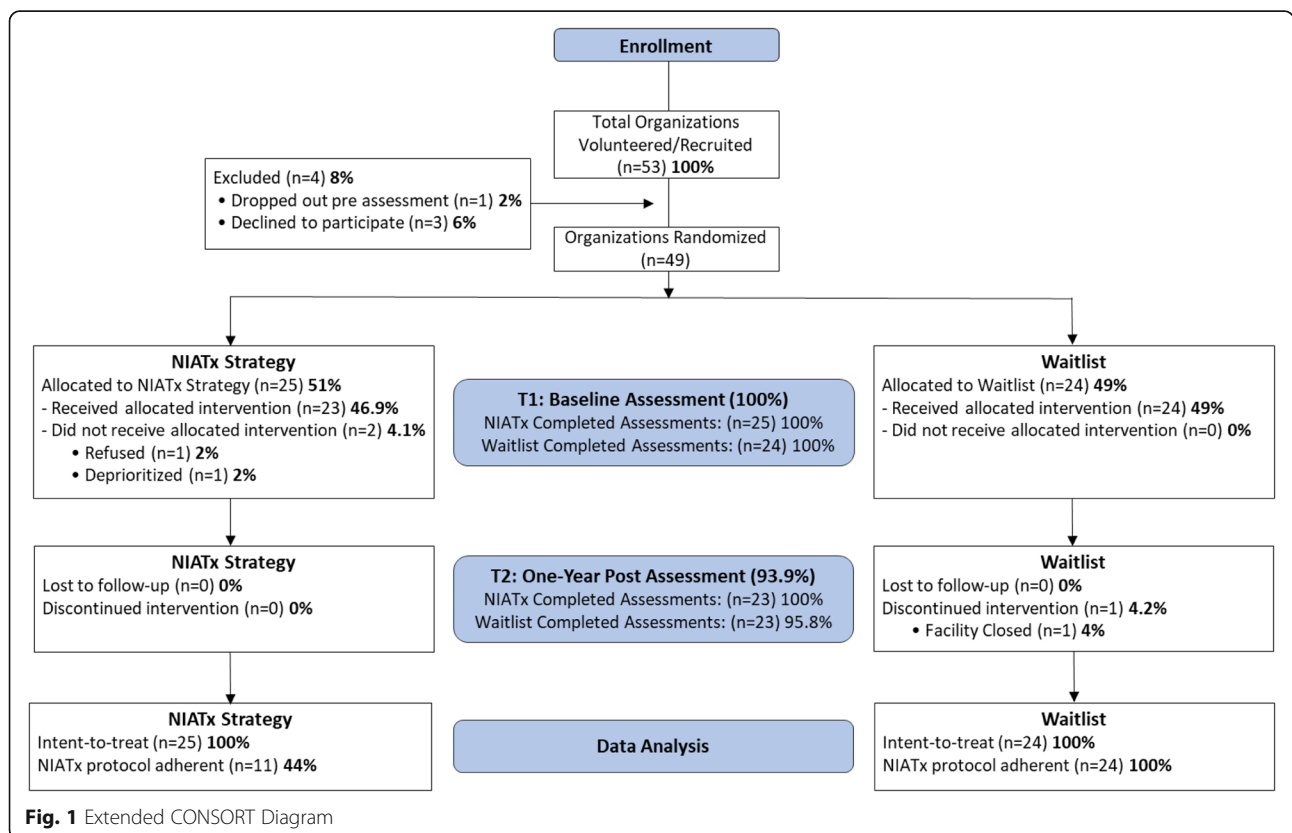 Enrollment
Total Organizations
Volunteered/Recruited
(n=53) 100%
Excluded (n=4) 8%
• Dropped out pre assessment (n=1) 2%
• Declined to participate (n=3) 6%
Organizations Randomized
(n=49)
NIATx Strategy
Allocated to NIATx Strategy (n=25) 51%
- Received allocated intervention (n=23) 46.9%
- Did not receive allocated intervention (n=2) 4.1%
• Refused (n=1) 2%
• Deprioritized (n=1) 2%
T1: Baseline Assessment (100%)
NIATx Completed Assessments: (n=25) 100%
Waitlist Completed Assessments: (n=24) 100%
Waitlist
Allocated to Waitlist (n=24) 49%
- Received allocated intervention (n=24) 49%
- Did not receive allocated intervention (n=0) 0%
NIATx Strategy
Lost to follow-up (n=0) 0%
Discontinued intervention (n=0) 0%
T2: One-Year Post Assessment (93.9%)
NIATx Completed Assessments: (n=23) 100%
Waitlist Completed Assessments: (n=23) 95.8%
Waitlist
Lost to follow-up (n=0) 0%
Discontinued intervention (n=1) 4.2%
• Facility Closed (n=1) 4%
NIATx Strategy
Intent-to-treat (n=25) 100%
NIATx protocol adherent (n=11) 44%
Data Analysis
Waitlist
Intent-to-treat (n=24) 100%
NIATx protocol adherent (n=24) 100%
Fig. 1 Extended CONSORT Diagram